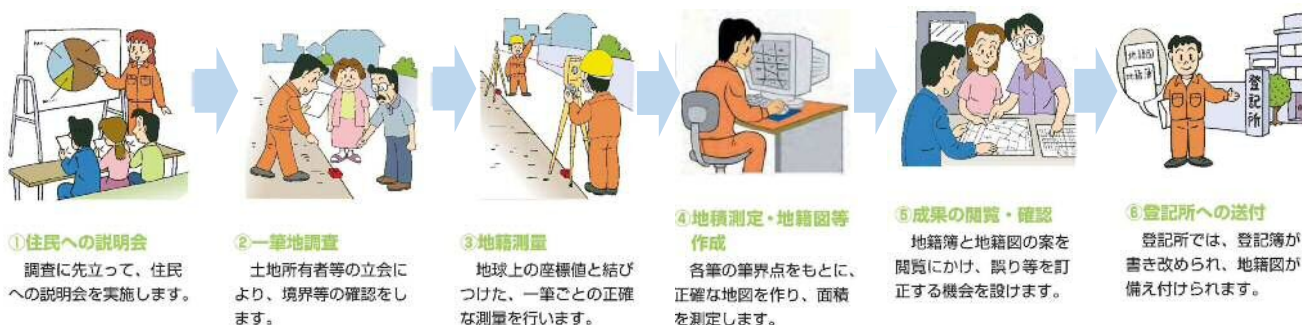 地籍図
地籍簿
登記所
①住民への説明会
調査に先立って、住民
への説明会を実施します。
②一筆地調査
土地所有者等の立会に
より、境界等の確認をし
ます。
③地籍測量
地球上の座標値と結び
つけた、一筆ごとの正確
な測量を行います。
④地積測定・地籍図等
作成
各筆の筆界点をもとに、
正確な地図を作り、面積
を測定します。
⑤成果の閲覧・確認
地籍簿と地籍図の案を
閲覧にかけ、誤り等を訂
正する機会を設けます。
⑥登記所への送付
登記所では、登記簿が
書き改められ、地籍図が
備え付けられます。